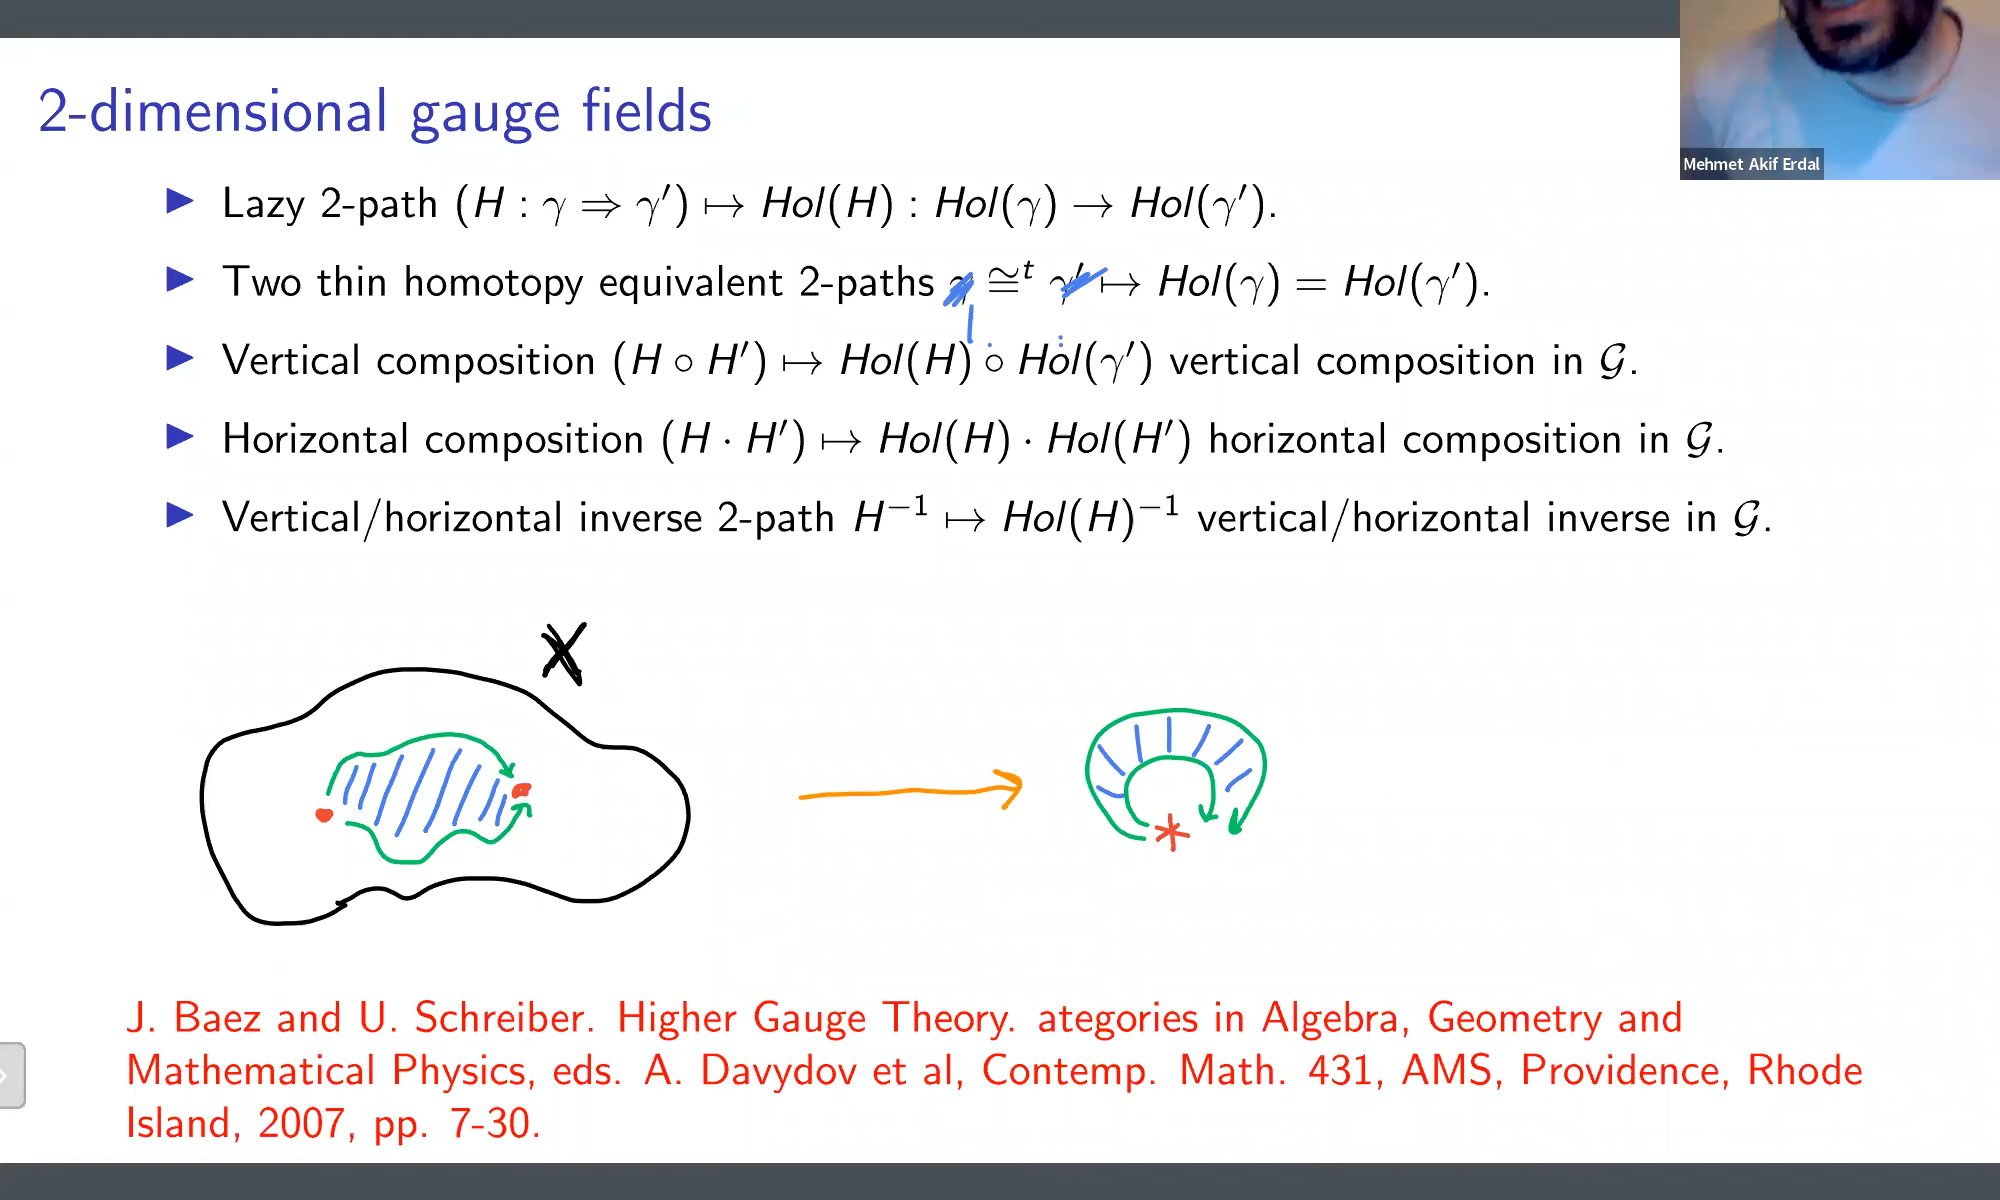 2-dimensional gauge fields
Mehmet Akif Erdal
▶ Lazy 2-path (H : γ ⇒ γ′) ↦ Hol(H) : Hol(γ) → Hol(γ′).
▶ Two thin homotopy equivalent 2-paths γ ≅ᵗ γ′ ↦ Hol(γ) = Hol(γ′).
▶ Vertical composition (H ∘ H′) ↦ Hol(H) ∘ Hol(γ′) vertical composition in 𝒢.
▶ Horizontal composition (H · H′) ↦ Hol(H) · Hol(H′) horizontal composition in 𝒢.
▶ Vertical/horizontal inverse 2-path H⁻¹ ↦ Hol(H)⁻¹ vertical/horizontal inverse in 𝒢.
X
*
J. Baez and U. Schreiber. Higher Gauge Theory. ategories in Algebra, Geometry and
Mathematical Physics, eds. A. Davydov et al, Contemp. Math. 431, AMS, Providence, Rhode
Island, 2007, pp. 7-30.